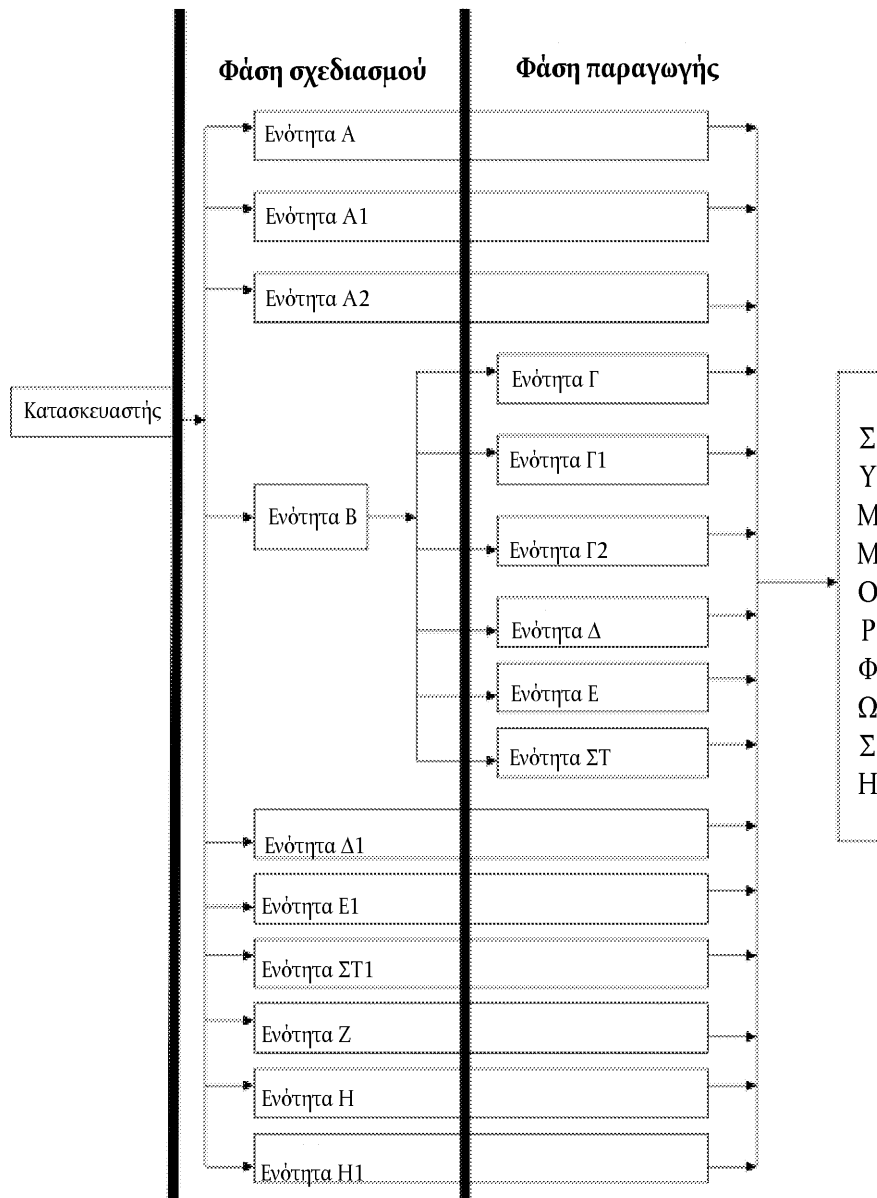 Φάση σχεδιασμού
Φάση παραγωγής
Ενότητα Α
Ενότητα Α1
Ενότητα Α2
Κατασκευαστής
Ενότητα Β
Ενότητα Γ
Ενότητα Γ1
Ενότητα Γ2
Ενότητα Δ
Ενότητα Ε
Ενότητα ΣΤ
Ενότητα Δ1
Ενότητα Ε1
Ενότητα ΣΤ1
Ενότητα Ζ
Ενότητα Η
Ενότητα Η1
Σ
Υ
Μ
Μ
Ο
Ρ
Φ
Ω
Σ
Η